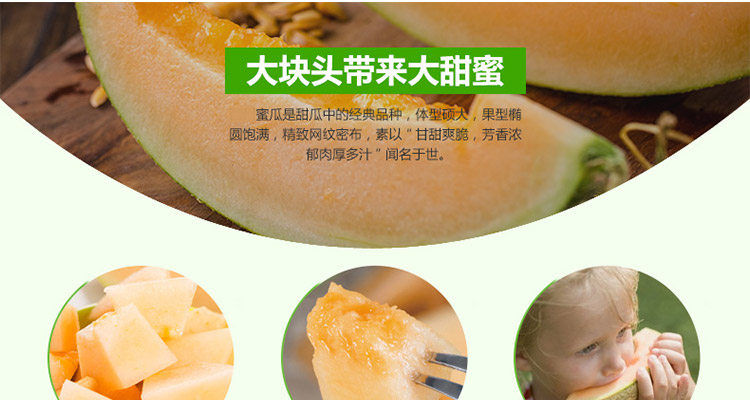 大块头带来大甜蜜
蜜瓜是甜瓜中的经典品种，体型硕大，果型椭
圆饱满，精致网纹密布，素以“甘甜爽脆，芳香浓
郁肉厚多汁”闻名于世。